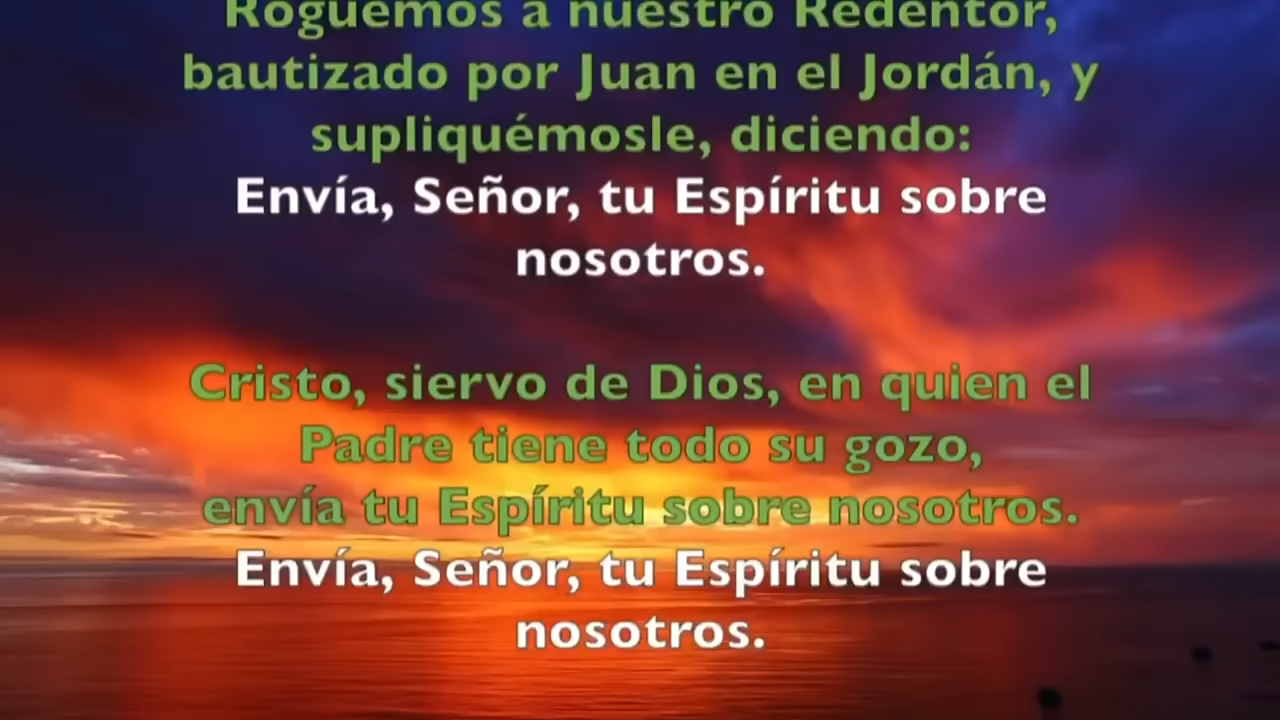 Roguemos a nuestro Redentor,
bautizado por Juan en el Jordán, y
supliquémosle, diciendo:
Envía, Señor, tu Espíritu sobre
nosotros.
Cristo, siervo de Dios, en quien el
Padre tiene todo su gozo,
envía tu Espíritu sobre nosotros.
Envía, Señor, tu Espíritu sobre
nosotros.